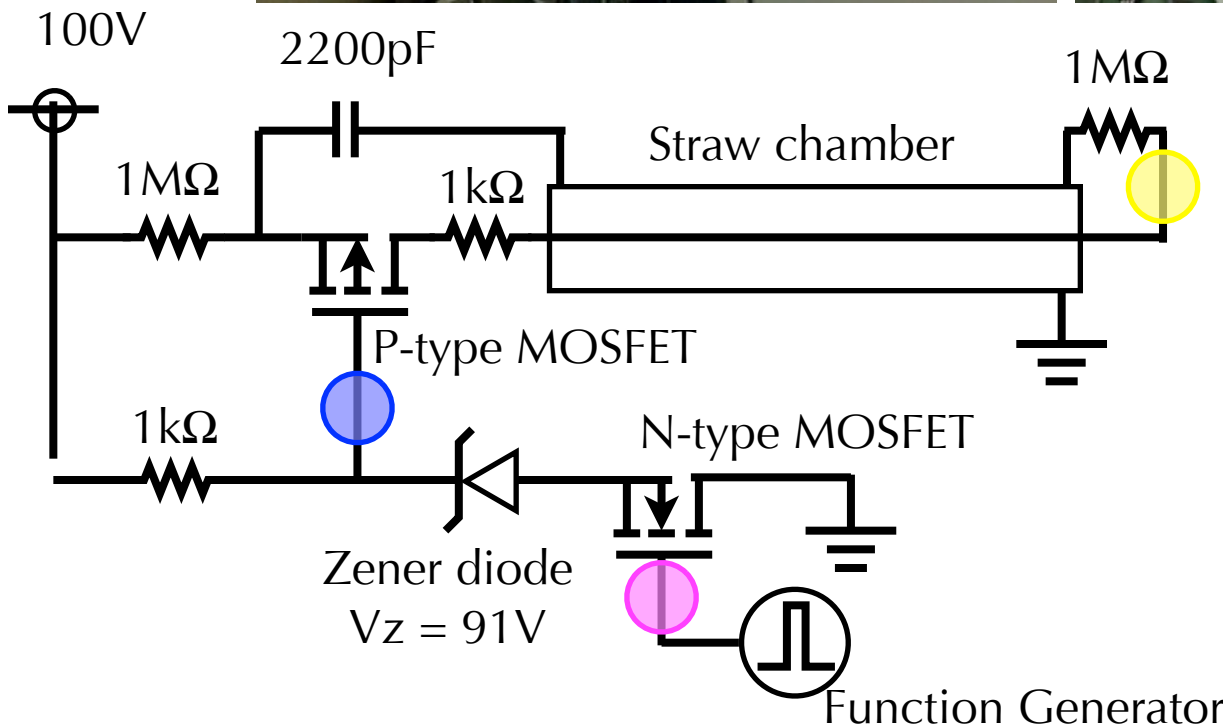 100V
2200pF
1MΩ
Straw chamber
1MΩ
1kΩ
P-type MOSFET
1kΩ
N-type MOSFET
Zener diode
Vz = 91V
Function Generator